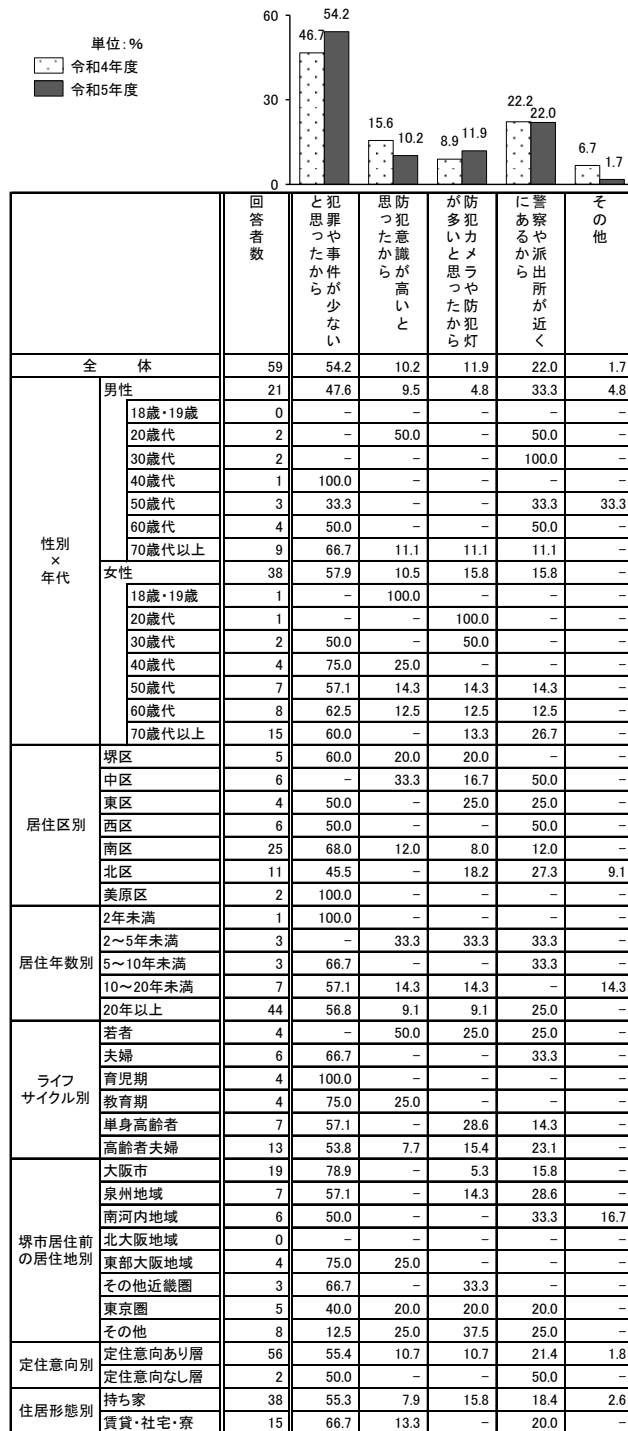 単位:%
令和4年度
令和5年度
60
30
0
46.7 54.2
15.6 10.2
8.9 11.9
22.2 22.0
6.7 1.7
回答者数
犯罪や事件が少ない
と思ったから
防犯意識が高いと
思ったから
防犯カメラや防犯灯
が多いと思ったから
警察や派出所が近く
にあるから
その他
全 体 59 54.2 10.2 11.9 22.0 1.7
性別
×
年代
男性 21 47.6 9.5 4.8 33.3 4.8
18歳・19歳 0 − − − − −
20歳代 2 − 50.0 − 50.0 −
30歳代 2 − − − 100.0 −
40歳代 1 100.0 − − − −
50歳代 3 33.3 − − 33.3 33.3
60歳代 4 50.0 − − 50.0 −
70歳代以上 9 66.7 11.1 11.1 11.1 −
女性 38 57.9 10.5 15.8 15.8 −
18歳・19歳 1 − 100.0 − − −
20歳代 1 − − 100.0 − −
30歳代 2 50.0 − 50.0 − −
40歳代 4 75.0 25.0 − − −
50歳代 7 57.1 14.3 14.3 14.3 −
60歳代 8 62.5 12.5 12.5 12.5 −
70歳代以上 15 60.0 − 13.3 26.7 −
居住区別
堺区 5 60.0 20.0 20.0 − −
中区 6 − 33.3 16.7 50.0 −
東区 4 50.0 − 25.0 25.0 −
西区 6 50.0 − − 50.0 −
南区 25 68.0 12.0 8.0 12.0 −
北区 11 45.5 − 18.2 27.3 9.1
美原区 2 100.0 − − − −
居住年数別
2年未満 1 100.0 − − − −
2～5年未満 3 − 33.3 33.3 33.3 −
5～10年未満 3 66.7 − − 33.3 −
10～20年未満 7 57.1 14.3 14.3 − 14.3
20年以上 44 56.8 9.1 9.1 25.0 −
ライフ
サイクル別
若者 4 − 50.0 25.0 25.0 −
夫婦 6 66.7 − − 33.3 −
育児期 4 100.0 − − − −
教育期 4 75.0 25.0 − − −
単身高齢者 7 57.1 − 28.6 14.3 −
高齢者夫婦 13 53.8 7.7 15.4 23.1 −
堺市居住前
の居住地別
大阪市 19 78.9 − 5.3 15.8 −
泉州地域 7 57.1 − 14.3 28.6 −
南河内地域 6 50.0 − − 33.3 16.7
北大阪地域 0 − − − − −
東部大阪地域 4 75.0 25.0 − − −
その他近畿圏 3 66.7 − 33.3 − −
東京圏 5 40.0 20.0 20.0 20.0 −
その他 8 12.5 25.0 37.5 25.0 −
定住意向別
定住意向あり層 56 55.4 10.7 10.7 21.4 1.8
定住意向なし層 2 50.0 − − 50.0 −
住居形態別
持ち家 38 55.3 7.9 15.8 18.4 2.6
賃貸・社宅・寮 15 66.7 13.3 − 20.0 −